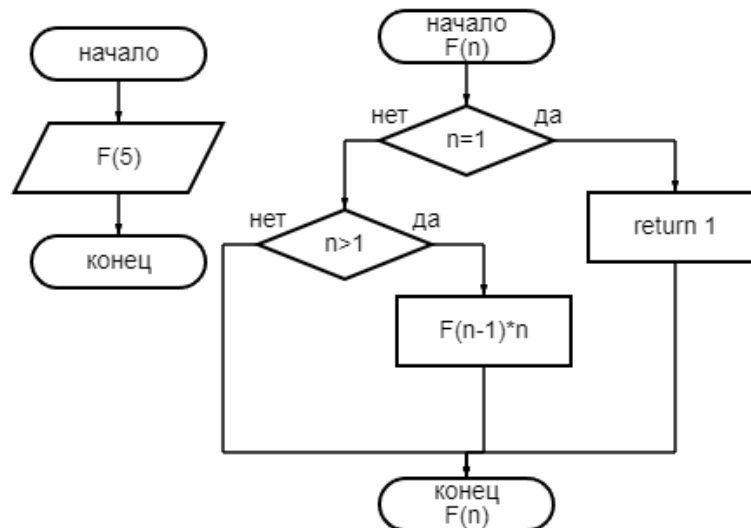 начало
F(5)
конец
начало
F(n)
нет
да
n=1
нет
да
n>1
return 1
F(n-1)*n
конец
F(n)